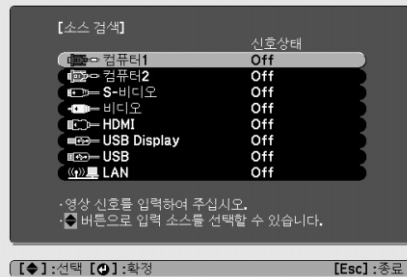 [소스 검색]
신호상태
컴퓨터1 Off
컴퓨터2 Off
S-비디오 Off
비디오 Off
HDMI Off
USB Display Off
USB Off
LAN Off
·영상 신호를 입력하여 주십시오.
·버튼으로 입력 소스를 선택할 수 있습니다.
[◆]:선택 [⏎]:확정 [Esc]:종료